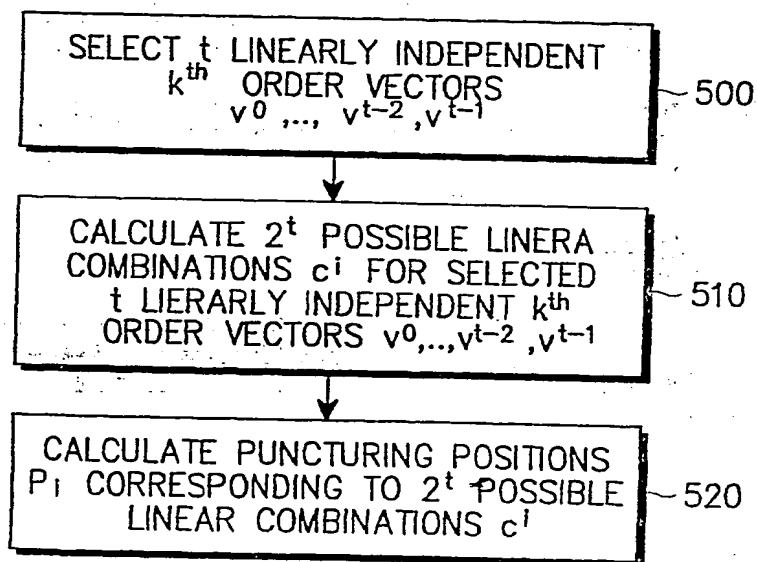 SELECT t LINEARLY INDEPENDENT
kth ORDER VECTORS
v0 ,.., vt-2 ,vt-1
500
CALCULATE 2t POSSIBLE LINERA
COMBINATIONS ci FOR SELECTED
t LIERARLY INDEPENDENT kth
ORDER VECTORS v0,..,vt-2 ,vt-1
510
CALCULATE PUNCTURING POSITIONS
Pi CORRESPONDING TO 2t POSSIBLE
LINEAR COMBINATIONS ci
520